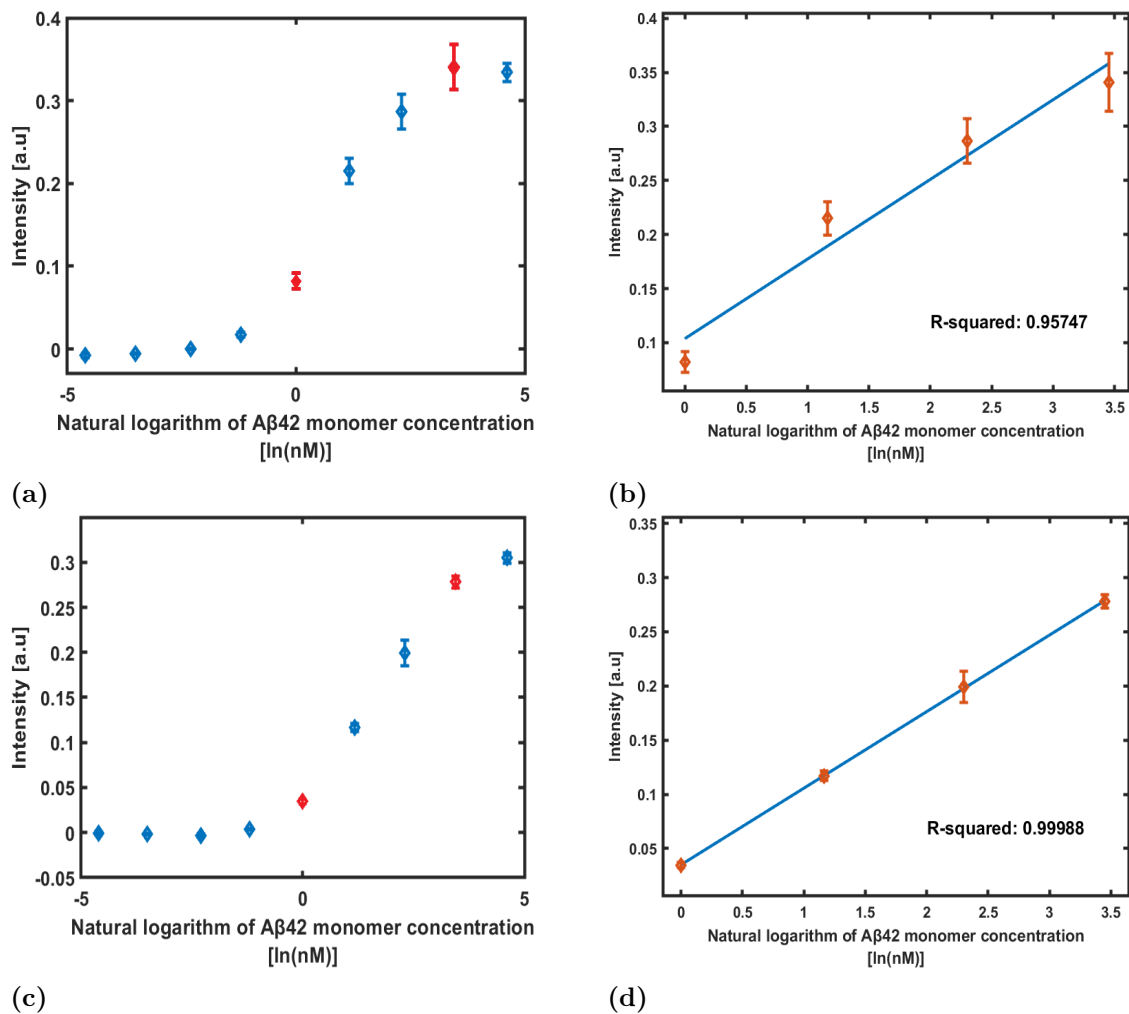 0.4
0.3
0.2
0.1
0
-5
0
5
Intensity [a.u]
Natural logarithm of Aβ42 monomer concentration
[ln(nM)]
(a)
0.4
0.35
0.3
0.25
0.2
0.15
0.1
0
0.5
1
1.5
2
2.5
3
3.5
Intensity [a.u]
R-squared: 0.95747
Natural logarithm of Aβ42 monomer concentration
[ln(nM)]
(b)
0.3
0.25
0.2
0.15
0.1
0.05
0
-0.05
-5
0
5
Intensity [a.u]
Natural logarithm of Aβ42 monomer concentration
[ln(nM)]
(c)
0.35
0.3
0.25
0.2
0.15
0.1
0.05
0
0.5
1
1.5
2
2.5
3
3.5
Intensity [a.u]
R-squared: 0.99988
Natural logarithm of Aβ42 monomer concentration
[ln(nM)]
(d)